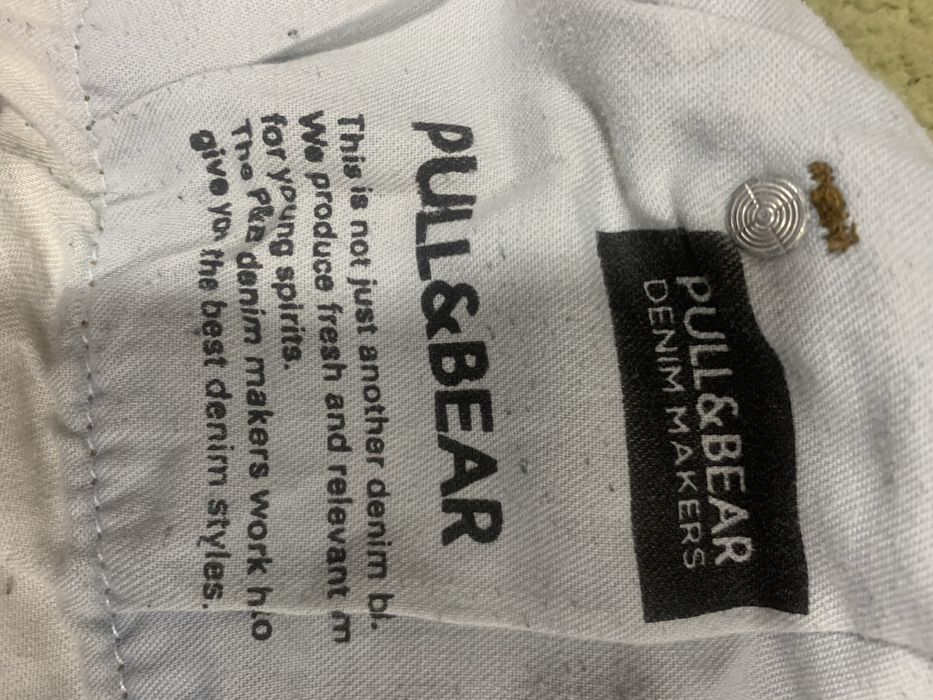 PULL&BEAR
DENIM MAKERS
PULL&BEAR
This is not just another denim
We produce fresh and relevant
for young spirits.
The P&B denim makers work
give you the best denim styles.